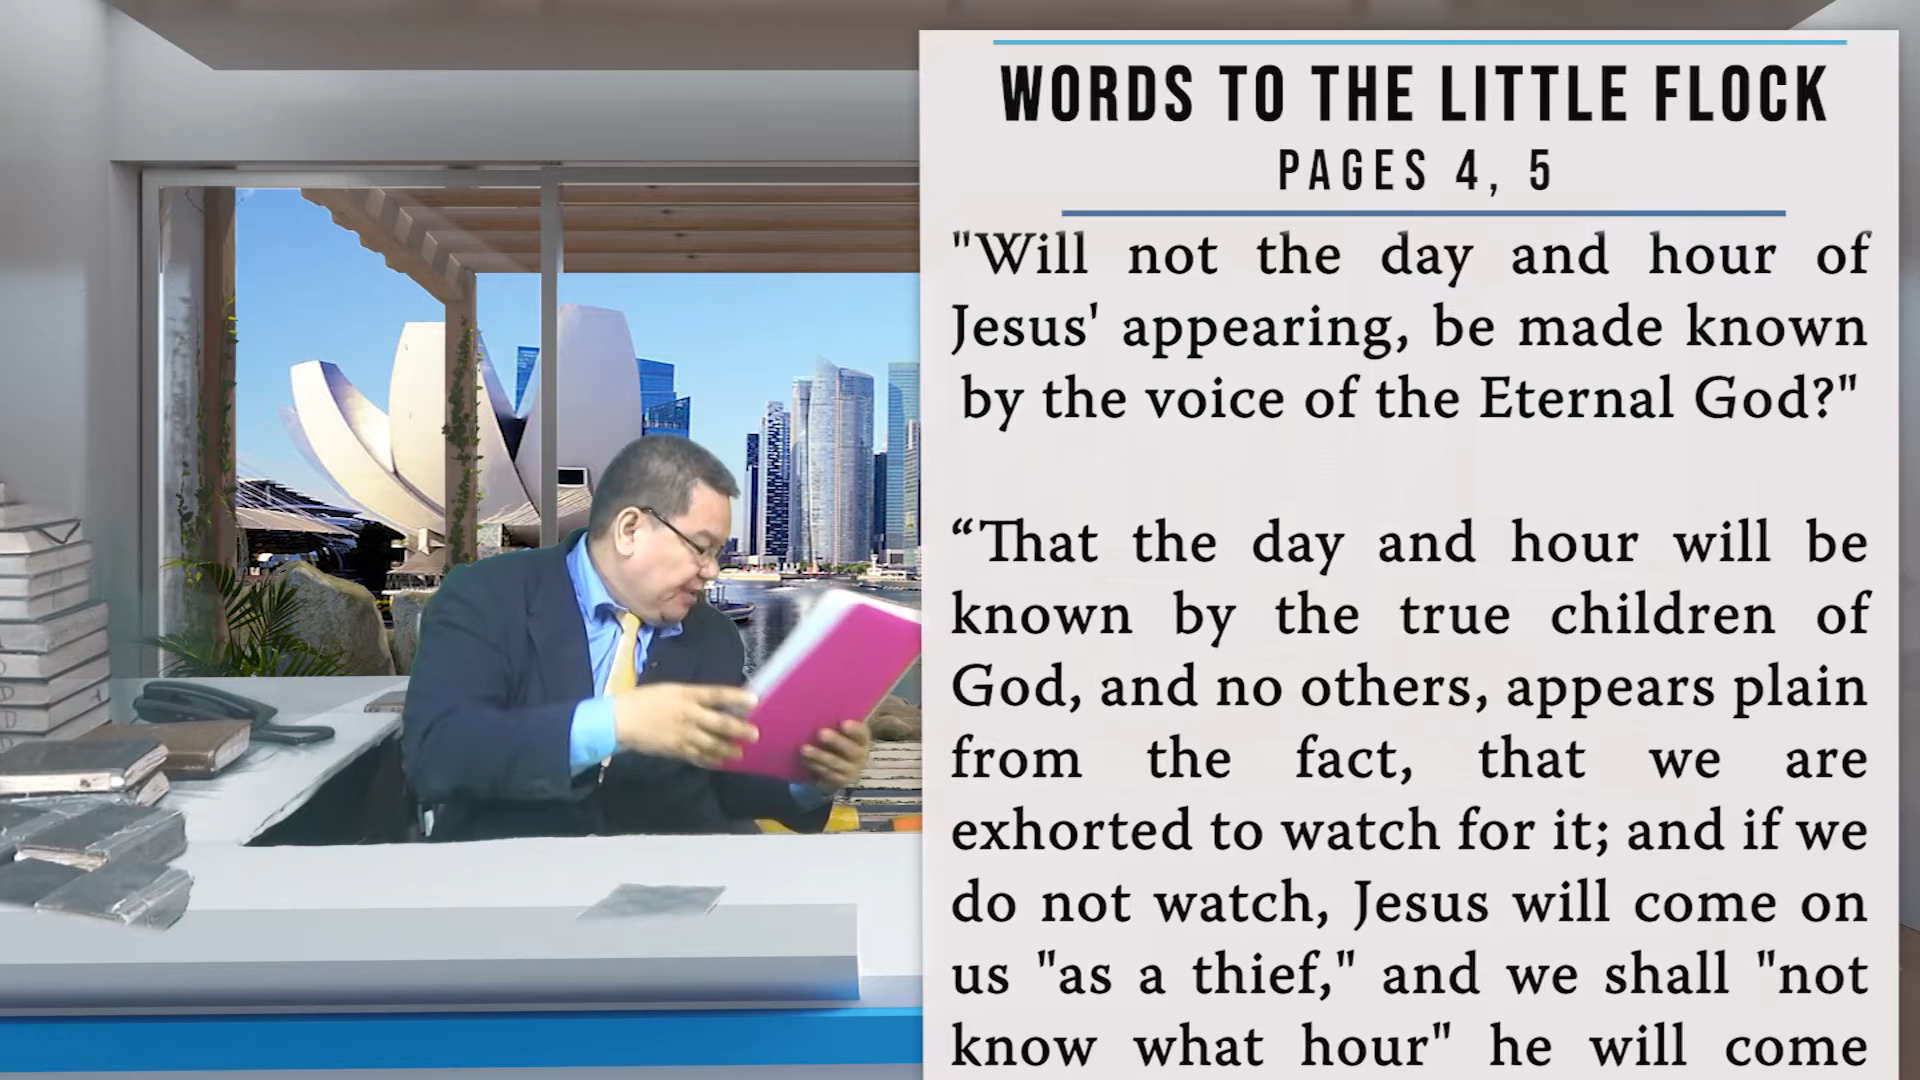 WORDS TO THE LITTLE FLOCK
PAGES 4, 5
"Will not the day and hour of
Jesus' appearing, be made known
by the voice of the Eternal God?"
“That the day and hour will be
known by the true children of
God, and no others, appears plain
from the fact, that we are
exhorted to watch for it; and if we
do not watch, Jesus will come on
us "as a thief," and we shall "not
know what hour" he will come